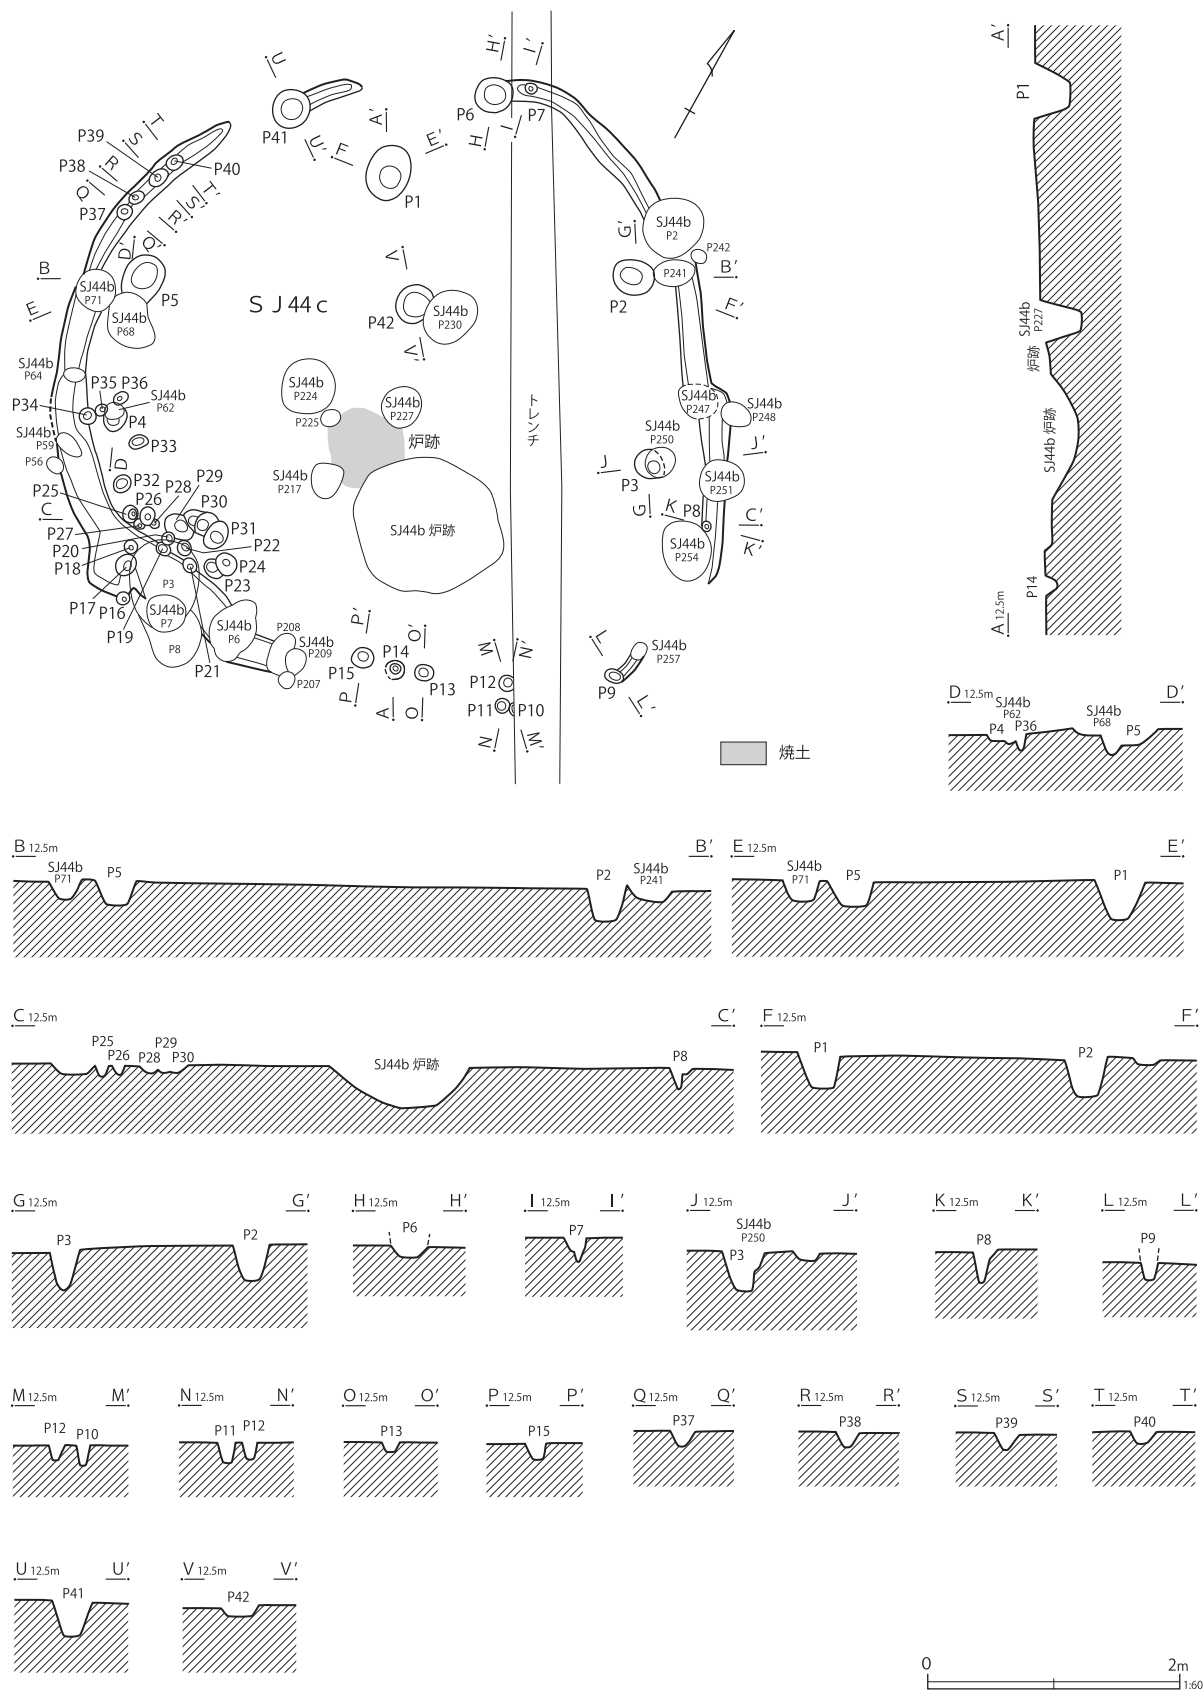 U
H′
I′
A′
P41
P6
P7
T
S
R
Q
P39
P38
P37
P40
U′
F
A′
E′
H
I
P1
T′
S′
R′
Q′
D′
B
E
SJ44b
P71
SJ44b
P68
P5
SJ44c
V
P42
SJ44b
P230
V′
G′
SJ44b
P2
P242
P241
P2
B′
F′
SJ44b
P64
P35
P36
SJ44b
P62
P34
P4
SJ44b
P59
P33
P56
D
P32
SJ44b
P224
P225
SJ44b
P227
炉跡
SJ44b
P217
SJ44b 炉跡
トレンチ
SJ44b
P247
SJ44b
P248
SJ44b
P250
J′
J
P3
SJ44b
P251
G
K
P8
C′
K′
SJ44b
P254
P25
P26
P28
P29
P30
P31
C
P27
P20
P18
P22
P24
P23
P17
P16
P3
SJ44b
P7
P19
P8
P21
SJ44b
P6
P208
SJ44b
P209
P207
P′
O′
P15
P14
P13
P
A
O
M
N′
P12
P11
P10
N
M′
L
SJ44b
P257
P9
L′
焼土
P1
SJ44b
P227
炉跡
SJ44b 炉跡
P14
A 12.5m
D 12.5m
D′
SJ44b
P62
P4
P36
SJ44b
P68
P5
B 12.5m
B′
SJ44b
P71
P5
P2
SJ44b
P241
E 12.5m
E′
SJ44b
P71
P5
P1
C 12.5m
C′
P25
P26
P29
P28
P30
SJ44b 炉跡
P8
F 12.5m
F′
P1
P2
G 12.5m G′
P3
P2
H 12.5m H′
P6
I 12.5m I′
P7
J 12.5m J′
SJ44b
P250
P3
K 12.5m K′
P8
L 12.5m L′
P9
M 12.5m M′
P12
P10
N 12.5m N′
P11
P12
O 12.5m O′
P13
P 12.5m P′
P15
Q 12.5m Q′
P37
R 12.5m R′
P38
S 12.5m S′
P39
T 12.5m T′
P40
U 12.5m U′
P41
V 12.5m V′
P42
0
2m
1:60